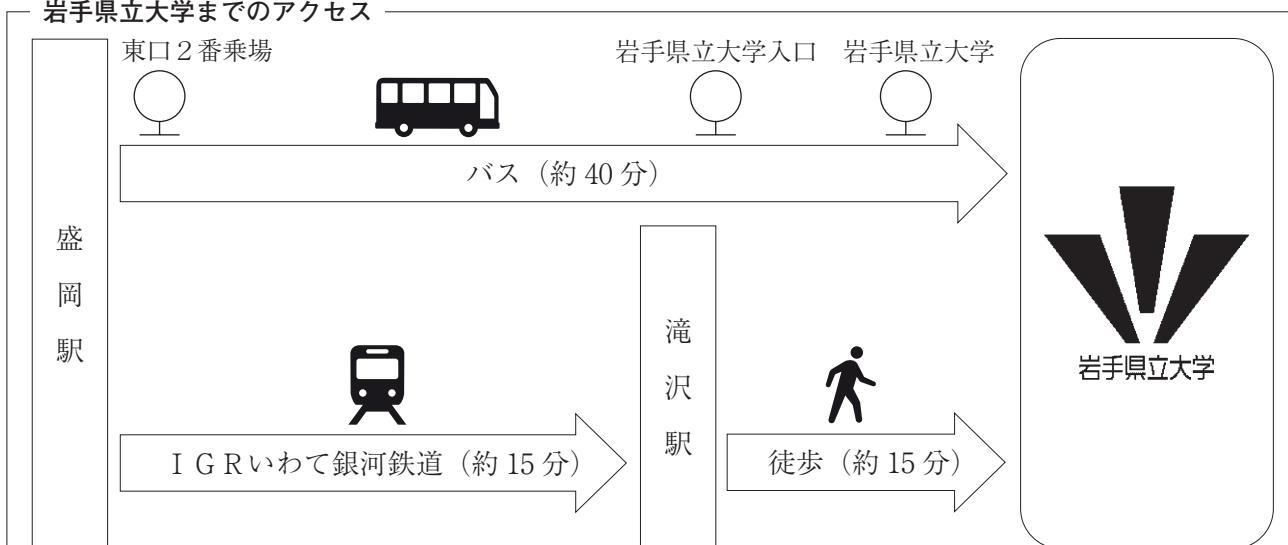 岩手県立大学までのアクセス
東口2番乗場
岩手県立大学入口
岩手県立大学
バス（約 40 分）
盛岡駅
滝沢駅
岩手県立大学
ＩＧＲいわて銀河鉄道（約 15 分）
徒歩（約 15 分）